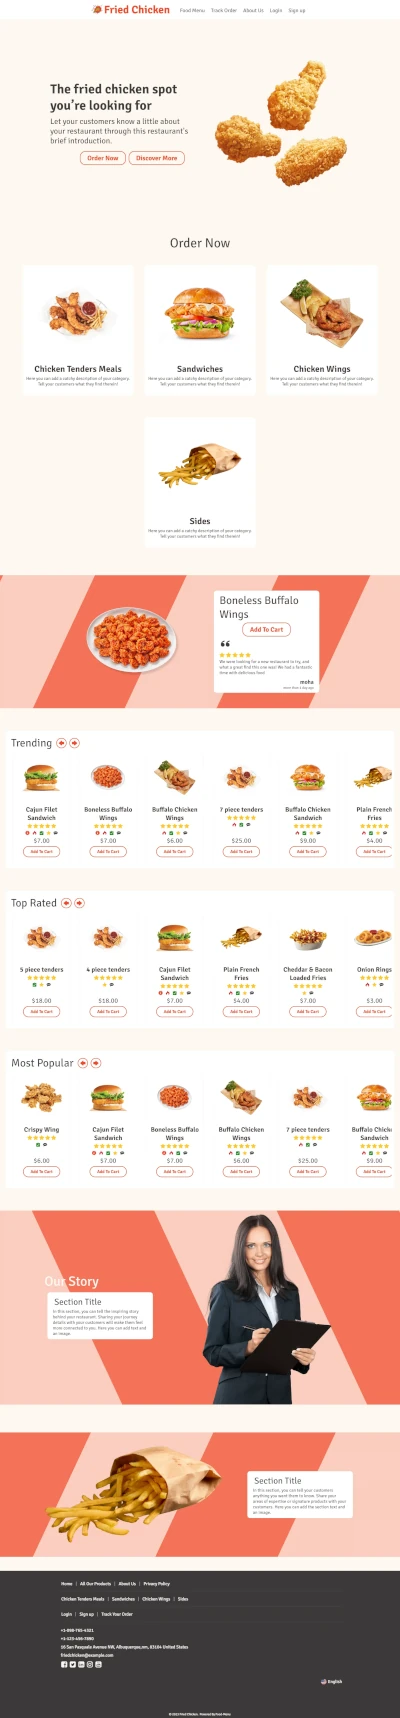 Fried Chicken Food Menu Track Order About Us Login Sign up
The fried chicken spot
you're looking for
Let your customers know a little about
your restaurant through this restaurant's
brief introduction.
Order Now Discover More
Order Now
Chicken Tenders Meals Sandwiches Chicken Wings
Here you can add a catchy description of your category. Here you can add a catchy description of your category. Here you can add a catchy description of your category.
Tell your customers what they find therein! Tell your customers what they find therein! Tell your customers what they find therein!
Sides
Here you can add a catchy description of your category.
Tell your customers what they find therein!
Boneless Buffalo
Wings
Add To Cart
We were looking for a new restaurant to try, and
what a great find this one was! We had a fantastic
time with delicious food.
moha
more than 1 day ago
Trending
Cajun Filet Boneless Buffalo Buffalo Chicken 7 piece tenders Buffalo Chicken Plain French
Sandwich Wings Wings Sandwich Fries
$7.00 $7.00 $6.00 $25.00 $9.00 $4.00
Add To Cart Add To Cart Add To Cart Add To Cart Add To Cart Add To Cart
Top Rated
5 piece tenders 4 piece tenders Cajun Filet Plain French Cheddar & Bacon Onion Rings
Sandwich Fries Loaded Fries
$18.00 $18.00 $7.00 $4.00 $7.00 $3.00
Add To Cart Add To Cart Add To Cart Add To Cart Add To Cart Add To Cart
Most Popular
Crispy Wing Cajun Filet Boneless Buffalo Buffalo Chicken 7 piece tenders Buffalo Chicke
Sandwich Wings Wings Sandwich
$6.00 $7.00 $7.00 $6.00 $25.00 $9.00
Add To Cart Add To Cart Add To Cart Add To Cart Add To Cart Add To Cart
Our Story
Section Title
In this section, you can tell the inspiring story
behind your restaurant. Sharing your journey
details with your customers will make them feel
more connected to you. Here you can add text and
an image.
Section Title
In this section, you can tell your customers
anything you want them to know. Share your
areas of expertise or signature products with your
customers. Here you can add the section text and
an image.
Home | All Our Products | About Us | Privacy Policy
Chicken Tenders Meals | Sandwiches | Chicken Wings | Sides
Login | Sign up | Track Your Order
+1-098-765-4321
+1-123-456-7890
16 San Pasquale Avenue NW, Albuquerque,nm, 83104 United States
friedchicken@example.com
English